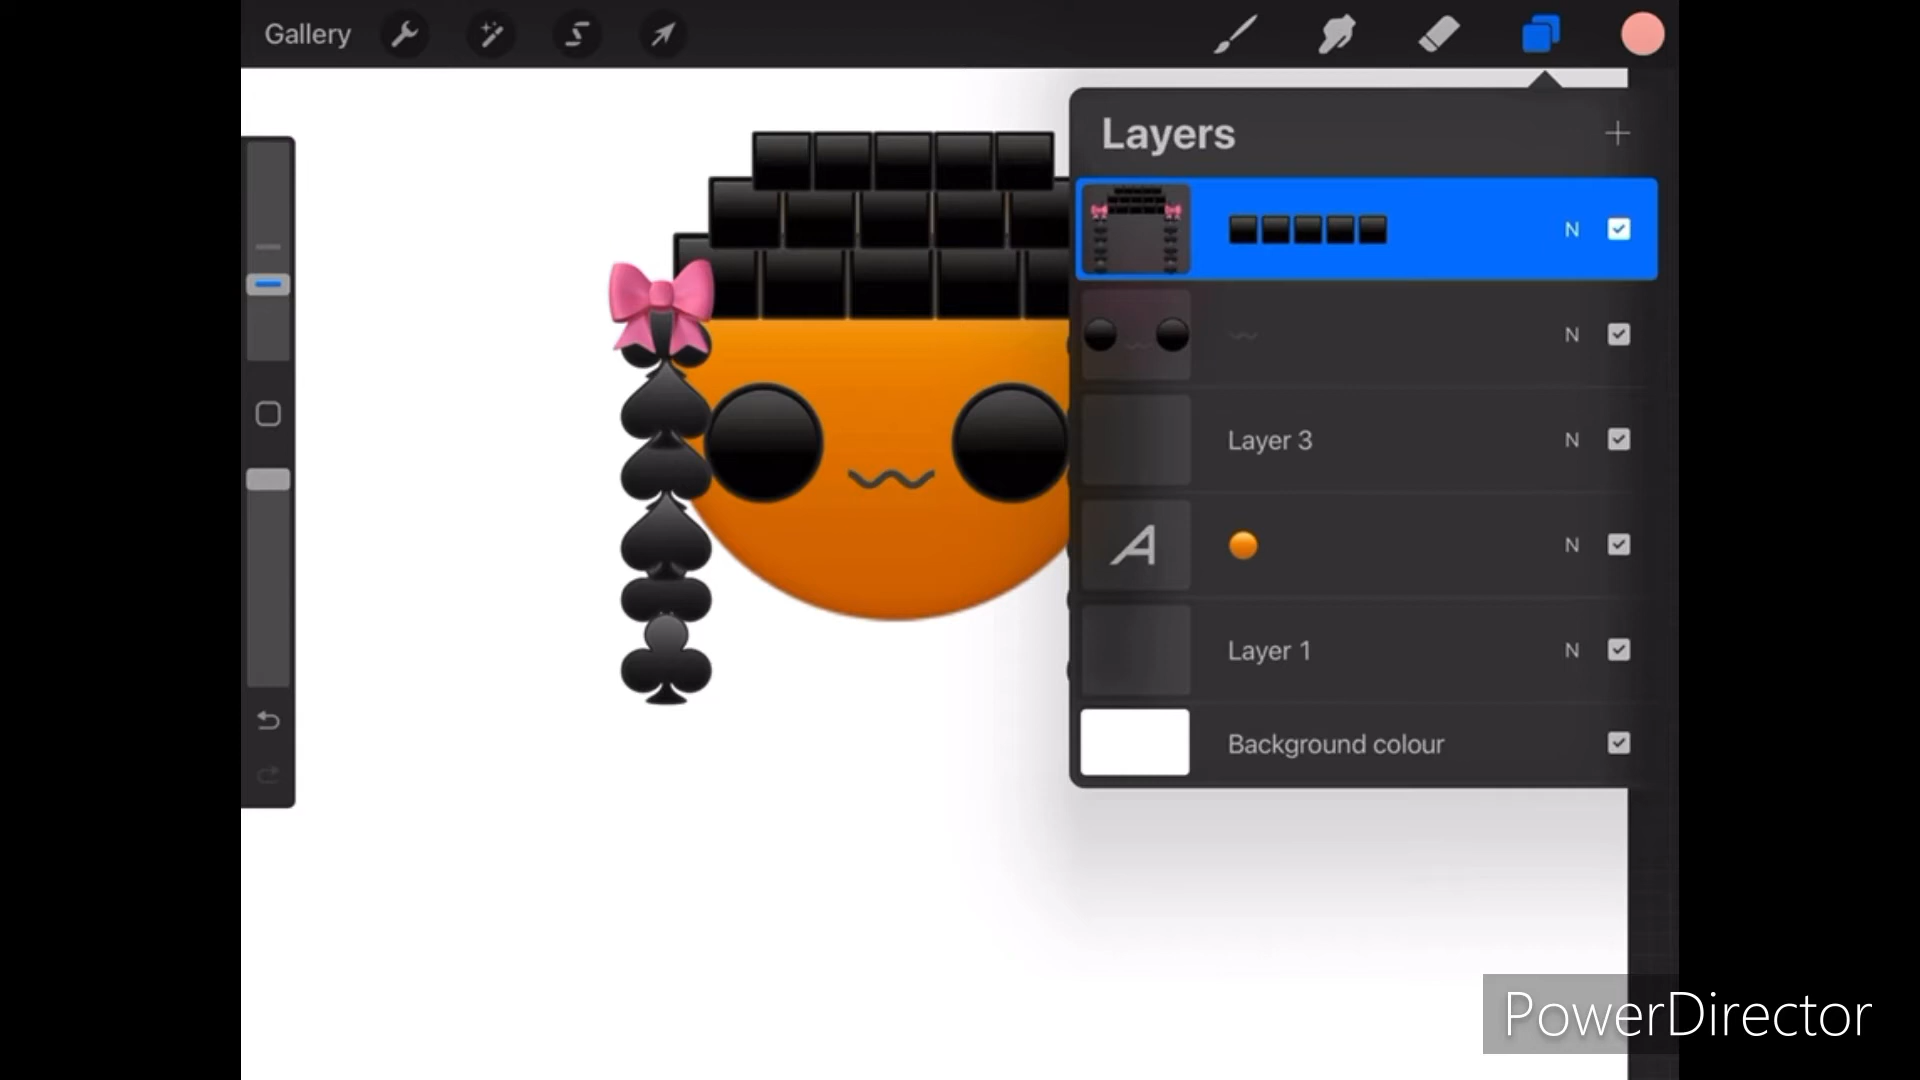 Gallery
Layers
N
N
Layer 3 N
A N
Layer 1 N
Background colour
PowerDirector